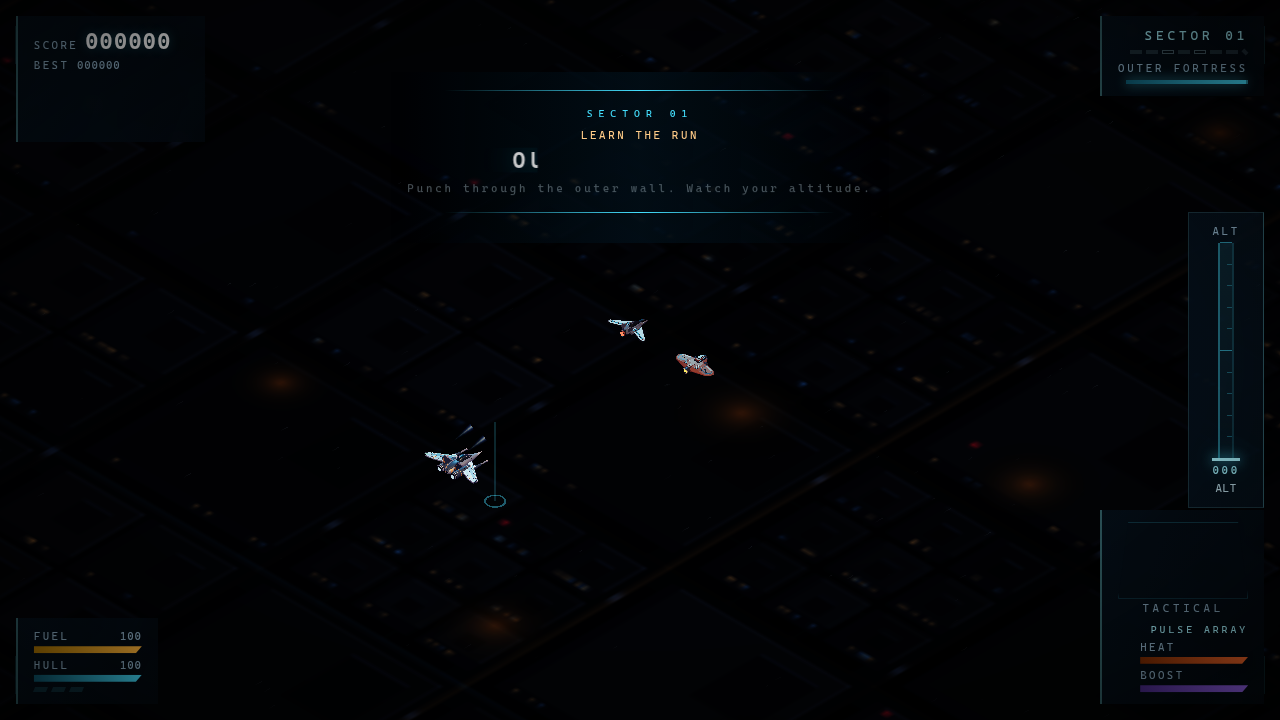 SCORE 000000
BEST 000000
SECTOR 01
OUTER FORTRESS
SECTOR 01
LEARN THE RUN
Punch through the outer wall. Watch your altitude.
ALT
000
ALT
FUEL 100
HULL 100
TACTICAL
PULSE ARRAY
HEAT
BOOST